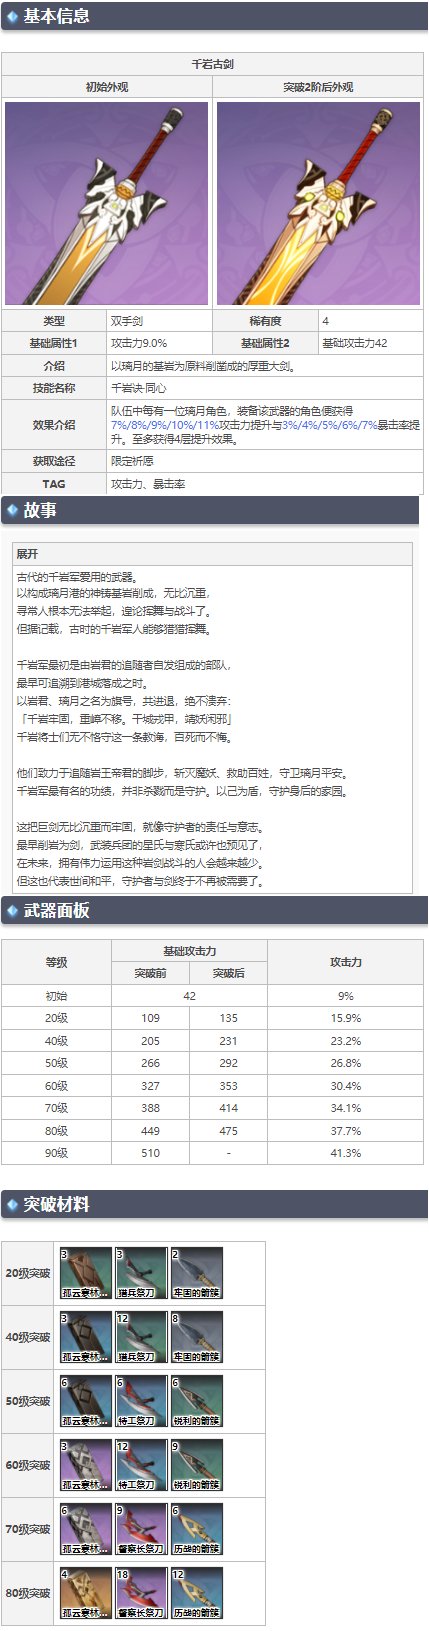 基本信息
千岩古剑
初始外观 突破2阶后外观
类型 双手剑 稀有度 4
基础属性1 攻击力9.0% 基础属性2 基础攻击力42
介绍 以璃月的基岩为原料削凿成的厚重大剑。
技能名称 千岩诀·同心
效果介绍 队伍中每有一位璃月角色，装备该武器的角色便获得
7%/8%/9%/10%/11%攻击力提升与3%/4%/5%/6%/7%暴击率提
升。至多获得4层提升效果。
获取途径 限定祈愿
TAG 攻击力、暴击率
故事
展开
古代的千岩军爱用的武器。
以构成璃月港的神铸基岩削成，无比沉重，
寻常人根本无法举起，遑论挥舞与战斗了。
但据记载，古时的千岩军人能够猎猎挥舞。
千岩军最初是由岩君的追随者自发组成的部队，
最早可追溯到港城落成之时。
以岩君、璃月之名为旗号，共进退，绝不溃弃：
「千岩牢固，重嶂不移。干城戎甲，靖妖闲邪」
千岩将士们无不恪守这一条教诲，百死而不悔。
他们致力于追随岩王帝君的脚步，斩灭魔妖、救助百姓，守卫璃月平安。
千岩军最有名的功绩，并非杀戮而是守护。以己为盾，守护身后的家园。
这把巨剑无比沉重而牢固，就像守护者的责任与意志。
最早削岩为剑，武装兵团的星氏与寒氏或许也预见了，
在未来，拥有伟力运用这种岩剑战斗的人会越来越少。
但这也代表世间和平，守护者与剑终于不再被需要了。
武器面板
等级 基础攻击力 攻击力
突破前 突破后
初始 42 9%
20级 109 135 15.9%
40级 205 231 23.2%
50级 266 292 26.8%
60级 327 353 30.4%
70级 388 414 34.1%
80级 449 475 37.7%
90级 510 - 41.3%
突破材料
3 3 2
20级突破
孤云寒林... 猎兵祭刀 牢固的箭簇
3 12 8
40级突破
孤云寒林... 猎兵祭刀 牢固的箭簇
6 6 6
50级突破
孤云寒林... 特工祭刀 锐利的箭簇
3 12 9
60级突破
孤云寒林... 特工祭刀 锐利的箭簇
6 9 6
70级突破
孤云寒林... 督察长祭刀 历战的箭簇
4 18 12
80级突破
孤云寒林... 督察长祭刀 历战的箭簇